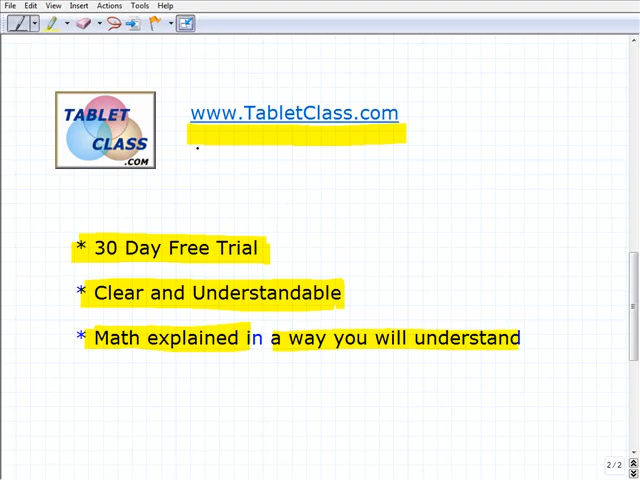 File Edit View Insert Actions Tools Help
TABLET
CLASS
.COM
www.TabletClass.com
* 30 Day Free Trial
* Clear and Understandable
* Math explained in a way you will understand
2 / 2